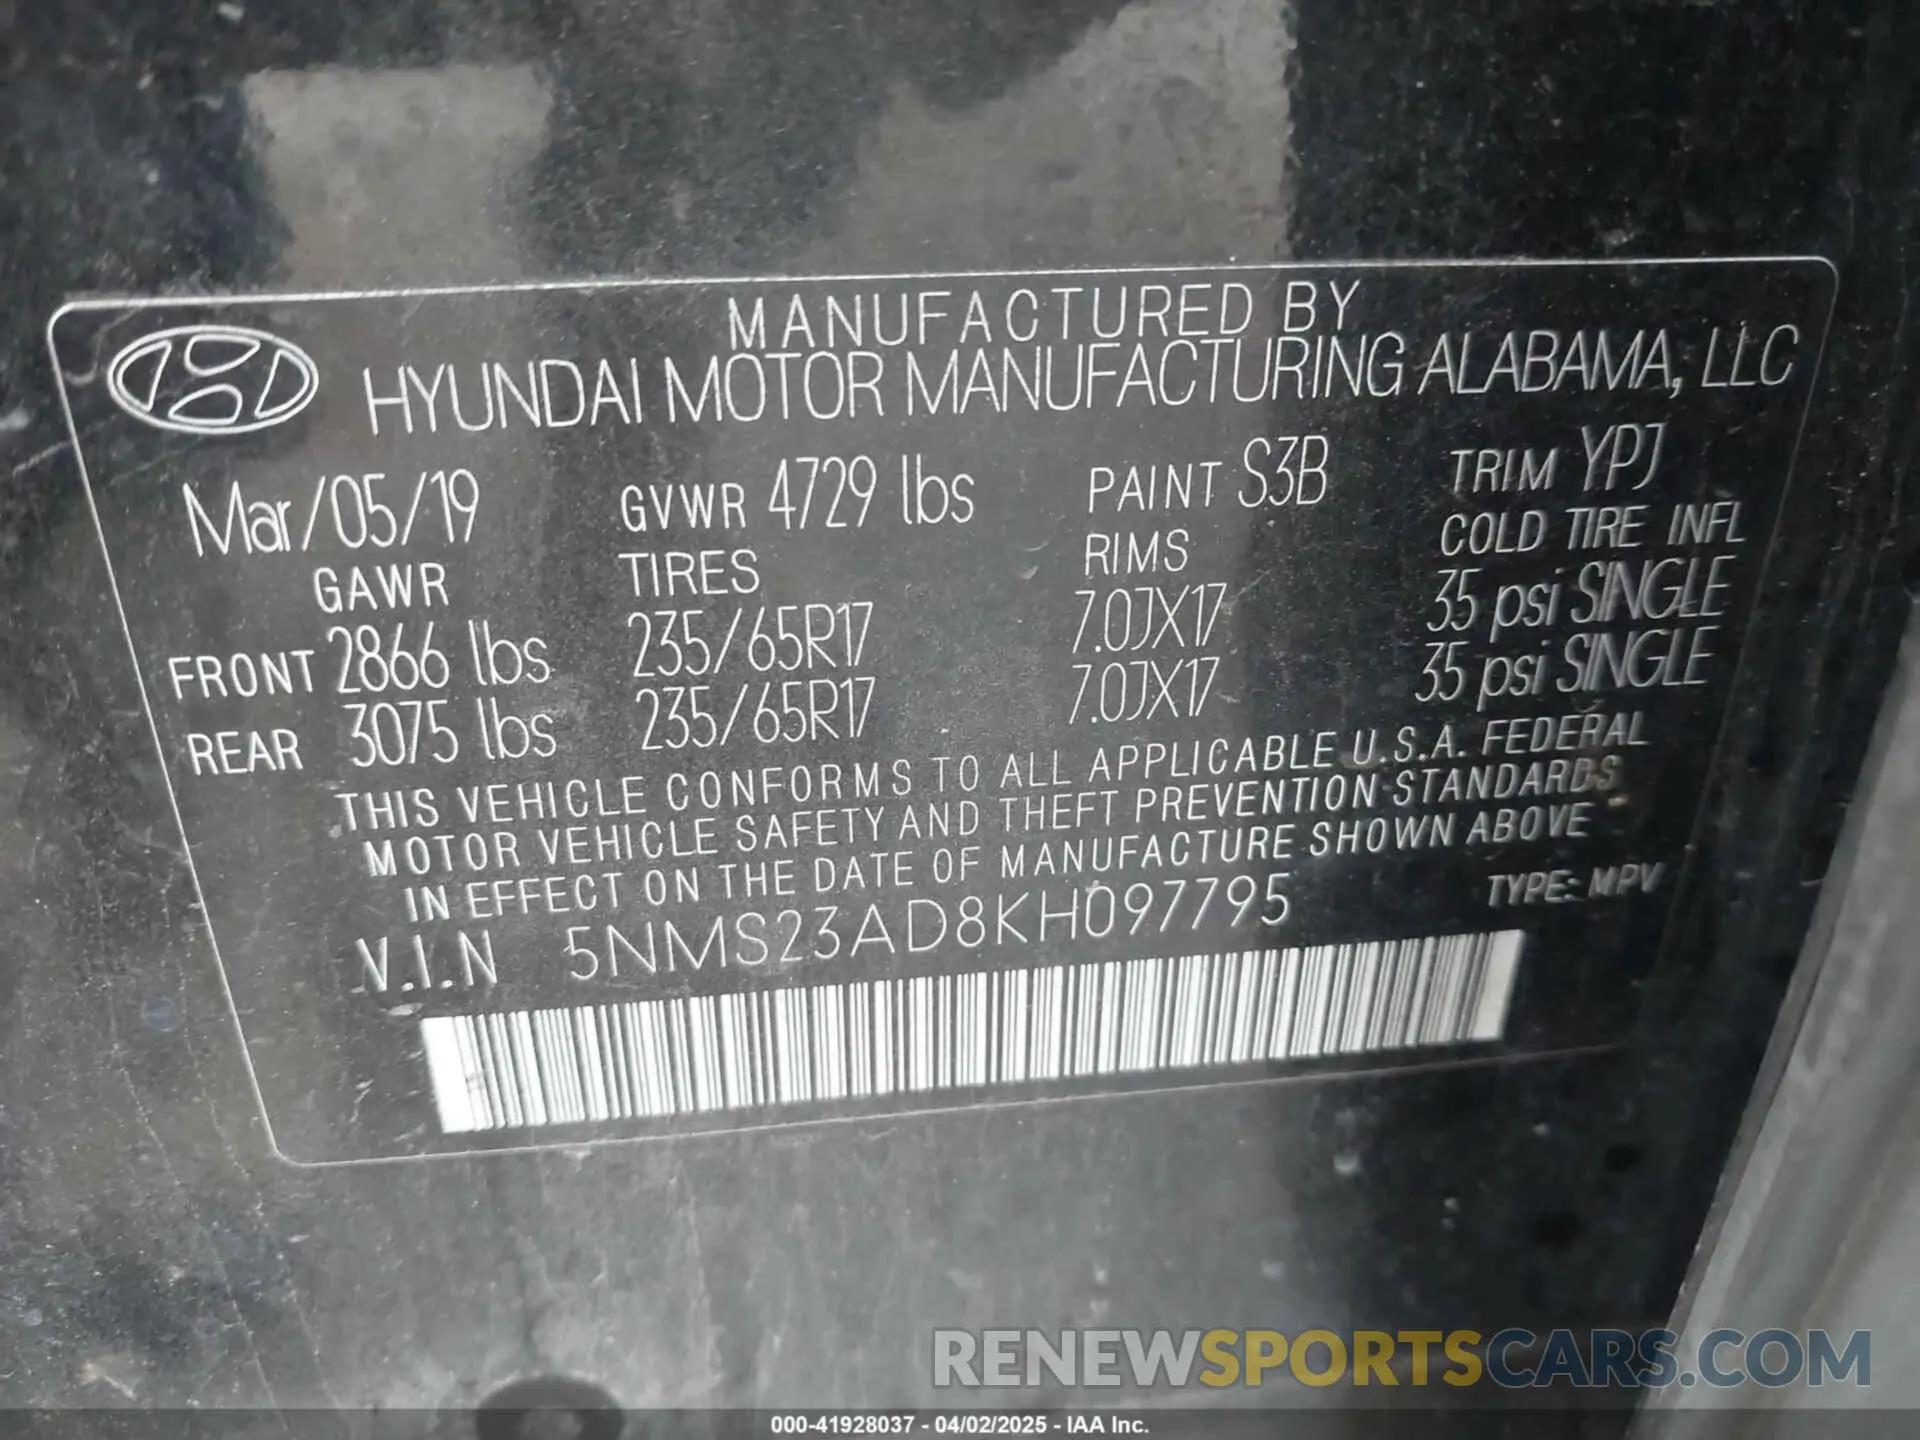 MANUFACTURED BY
HYUNDAI MOTOR MANUFACTURING ALABAMA, LLC
Mar/05/19 GVWR 4729 lbs PAINT S3B TRIM YPJ
GAWR TIRES RIMS COLD TIRE INFL
FRONT 2866 lbs 235/65R17 7.0JX17 35 psi SINGLE
REAR 3075 lbs 235/65R17 7.0JX17 35 psi SINGLE
THIS VEHICLE CONFORMS TO ALL APPLICABLE U.S.A. FEDERAL
MOTOR VEHICLE SAFETY AND THEFT PREVENTION STANDARDS
IN EFFECT ON THE DATE OF MANUFACTURE SHOWN ABOVE
V.I.N 5NMS23AD8KH097795 TYPE: MPV
RENEWSPORTSCARS.COM
000-41928037 - 04/02/2025 - IAA Inc.